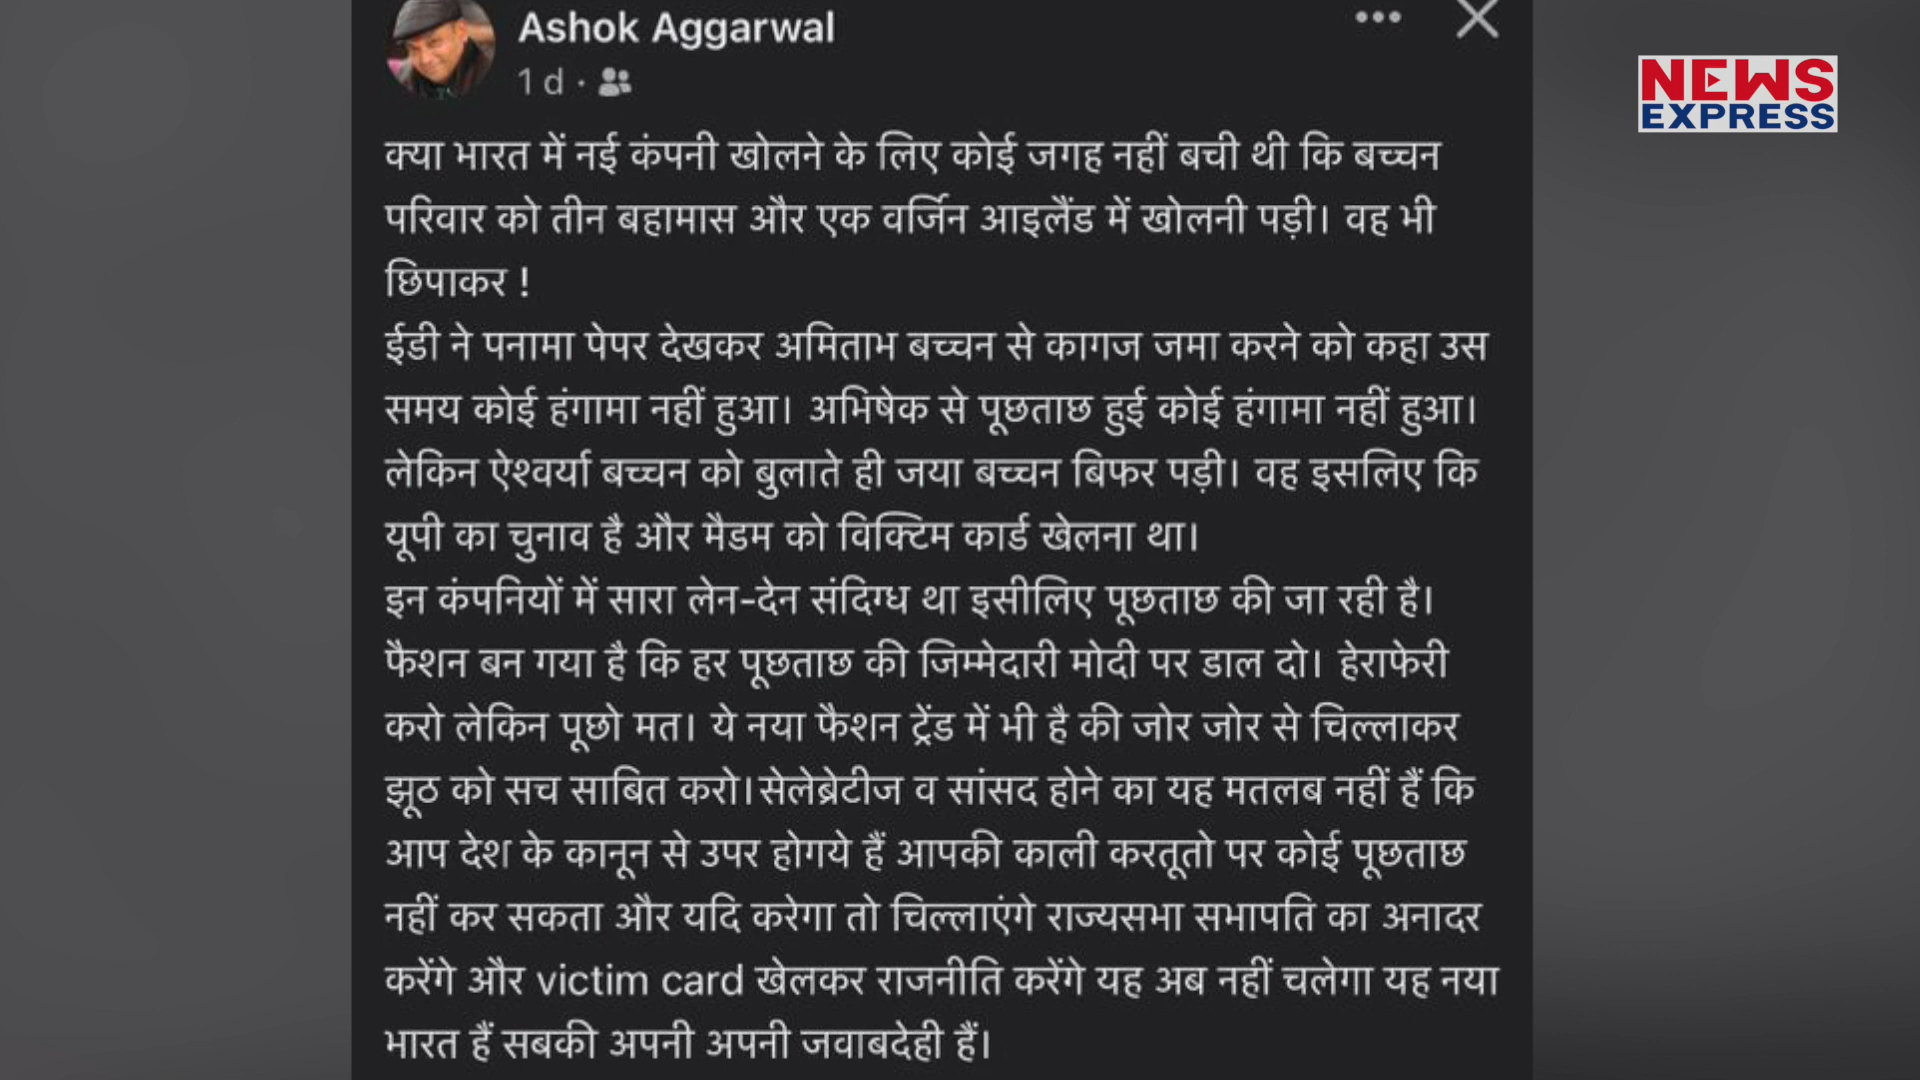 Ashok Aggarwal
1 d ·
NEWS
EXPRESS
क्या भारत में नई कंपनी खोलने के लिए कोई जगह नहीं बची थी कि बच्चन
परिवार को तीन बहामास और एक वर्जिन आइलैंड में खोलनी पड़ी। वह भी
छिपाकर !
ईडी ने पनामा पेपर देखकर अमिताभ बच्चन से कागज जमा करने को कहा उस
समय कोई हंगामा नहीं हुआ। अभिषेक से पूछताछ हुई कोई हंगामा नहीं हुआ।
लेकिन ऐश्वर्या बच्चन को बुलाते ही जया बच्चन बिफर पड़ी। वह इसलिए कि
यूपी का चुनाव है और मैडम को विक्टिम कार्ड खेलना था।
इन कंपनियों में सारा लेन-देन संदिग्ध था इसीलिए पूछताछ की जा रही है।
फैशन बन गया है कि हर पूछताछ की जिम्मेदारी मोदी पर डाल दो। हेराफेरी
करो लेकिन पूछो मत। ये नया फैशन ट्रेंड में भी है की जोर जोर से चिल्लाकर
झूठ को सच साबित करो।सेलेब्रेटीज व सांसद होने का यह मतलब नहीं हैं कि
आप देश के कानून से उपर होगये हैं आपकी काली करतूतो पर कोई पूछताछ
नहीं कर सकता और यदि करेगा तो चिल्लाएंगे राज्यसभा सभापति का अनादर
करेंगे और victim card खेलकर राजनीति करेंगे यह अब नहीं चलेगा यह नया
भारत हैं सबकी अपनी अपनी जवाबदेही हैं।